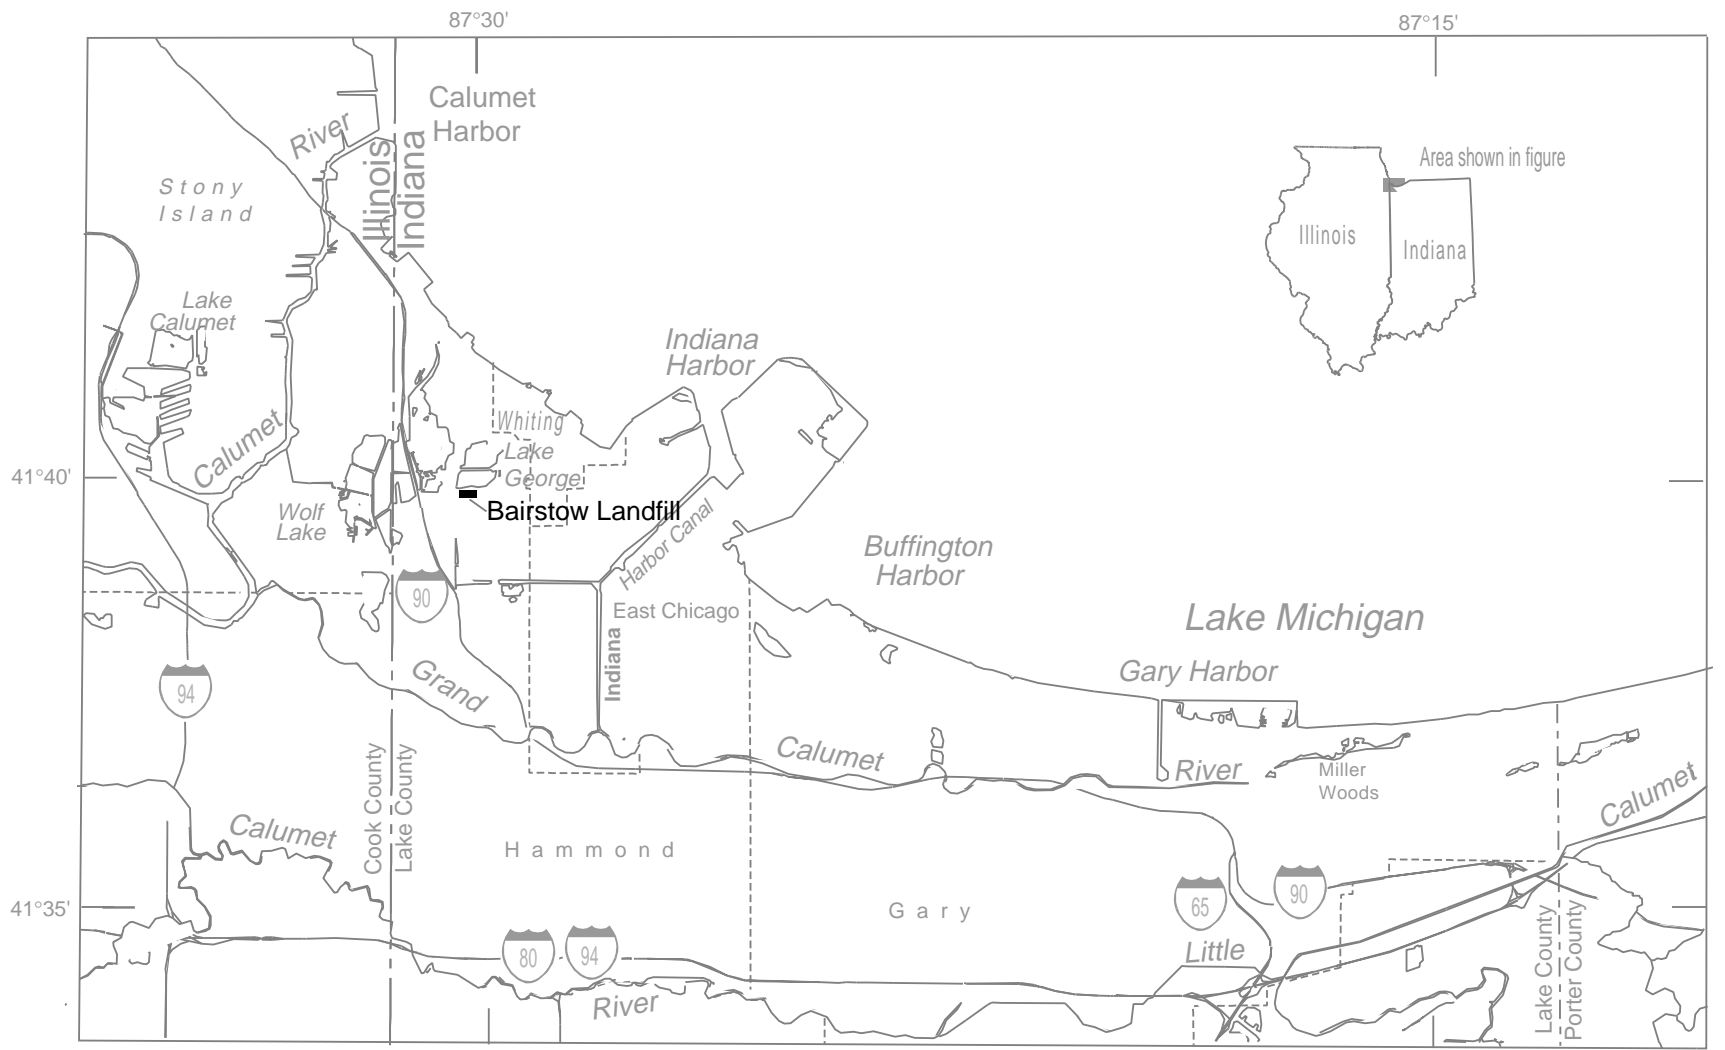 87°30'
87°15'
Calumet
Harbor
River
Illinois
Indiana
Stony
Island
Area shown in figure
Illinois
Indiana
Lake
Calumet
Indiana
Harbor
Whiting
Lake
George
Calumet
41°40'
Wolf
Lake
Bairstow Landfill
Harbor Canal
Buffington
Harbor
90
East Chicago
Lake Michigan
Indiana
Gary Harbor
94
Grand
Calumet
River
Miller
Woods
Calumet
Calumet
Cook County
Lake County
Hammond
65
90
41°35'
Gary
80
94
Little
Lake County
Porter County
River